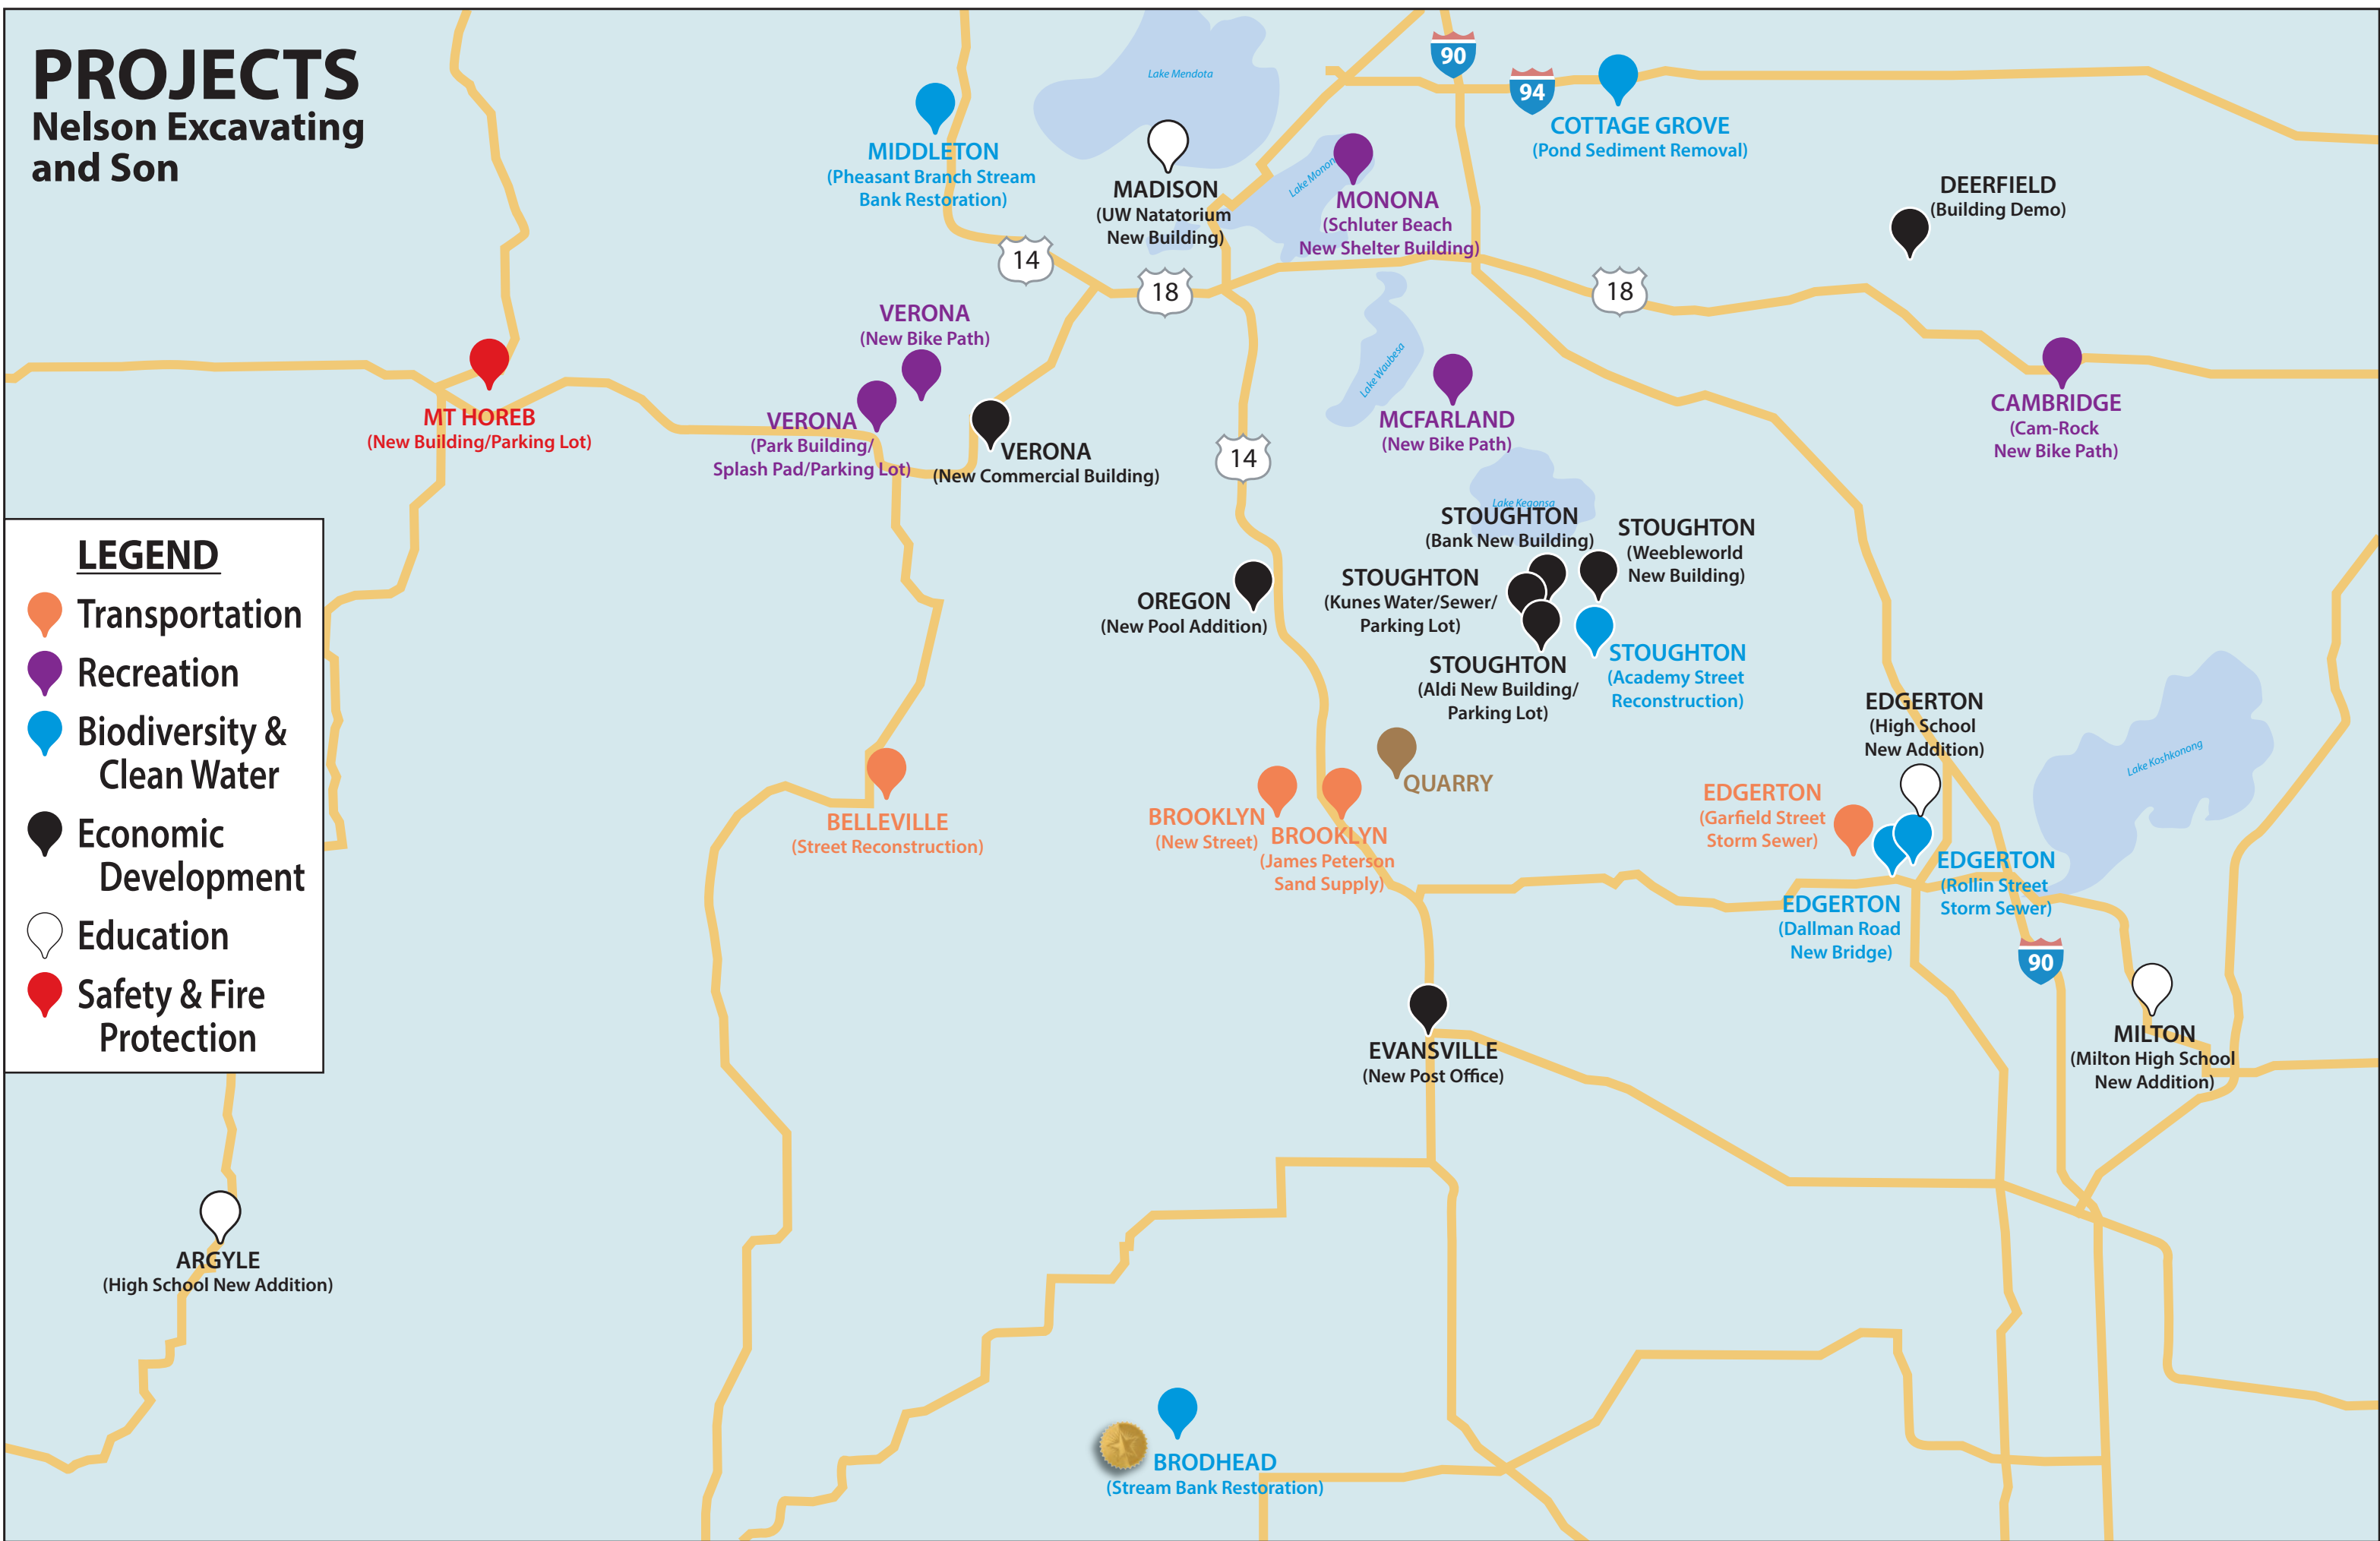 PROJECTS
Nelson Excavating
and Son
90
94
Lake Mendota
MIDDLETON
(Pheasant Branch Stream
Bank Restoration)
MADISON
(UW Natatorium
New Building)
Lake Monon
MONONA
(Schluter Beach
New Shelter Building)
COTTAGE GROVE
(Pond Sediment Removal)
DEERFIELD
(Building Demo)
14
18
18
VERONA
(New Bike Path)
MT HOREB
(New Building/Parking Lot)
VERONA
(Park Building/
Splash Pad/Parking Lot)
VERONA
(New Commercial Building)
14
Lake Waubesa
MCFARLAND
(New Bike Path)
CAMBRIDGE
(Cam-Rock
New Bike Path)
Lake Kegonsa
STOUGHTON
(Bank New Building)
STOUGHTON
(Weebleworld
New Building)
STOUGHTON
(Kunes Water/Sewer/
Parking Lot)
OREGON
(New Pool Addition)
STOUGHTON
(Aldi New Building/
Parking Lot)
STOUGHTON
(Academy Street
Reconstruction)
LEGEND
Transportation
Recreation
Biodiversity &
Clean Water
Economic
Development
Education
Safety & Fire
Protection
BELLEVILLE
(Street Reconstruction)
BROOKLYN
(New Street)
BROOKLYN
(James Peterson
Sand Supply)
QUARRY
EDGERTON
(High School
New Addition)
Lake Koshkonong
EDGERTON
(Garfield Street
Storm Sewer)
EDGERTON
(Rollin Street
Storm Sewer)
EDGERTON
(Dallman Road
New Bridge)
90
EVANSVILLE
(New Post Office)
MILTON
(Milton High School
New Addition)
ARGYLE
(High School New Addition)
BRODHEAD
(Stream Bank Restoration)